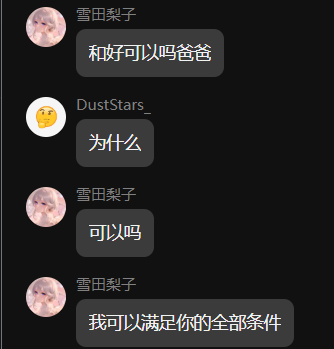 雪田梨子
和好可以吗爸爸
DustStars_
为什么
雪田梨子
可以吗
雪田梨子
我可以满足你的全部条件